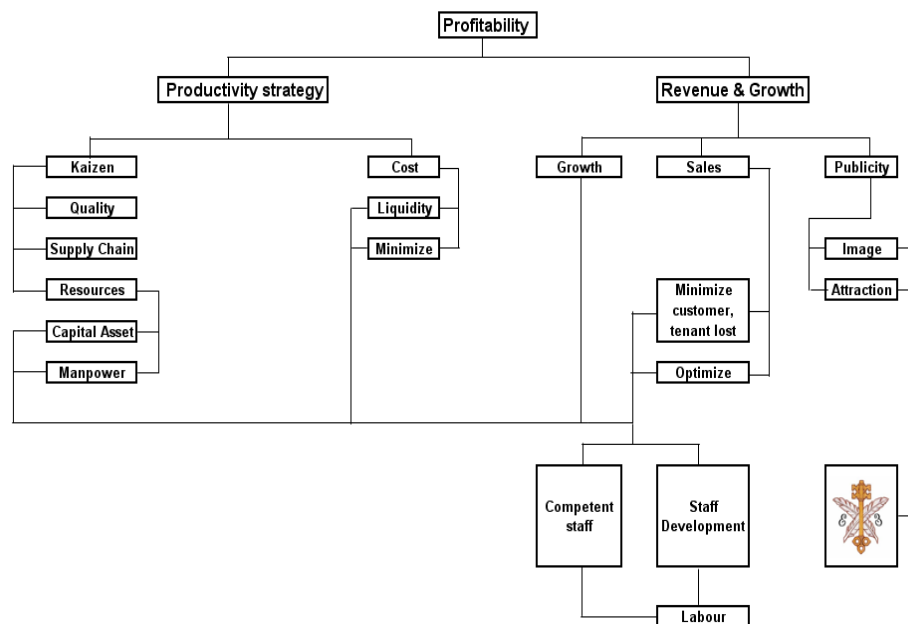 Profitability
Productivity strategy
Revenue & Growth
Kaizen
Cost
Growth
Sales
Publicity
Quality
Liquidity
Supply Chain
Minimize
Image
Resources
Minimize
customer,
tenant lost
Attraction
Capital Asset
Manpower
Optimize
Competent
staff
Staff
Development
Labour